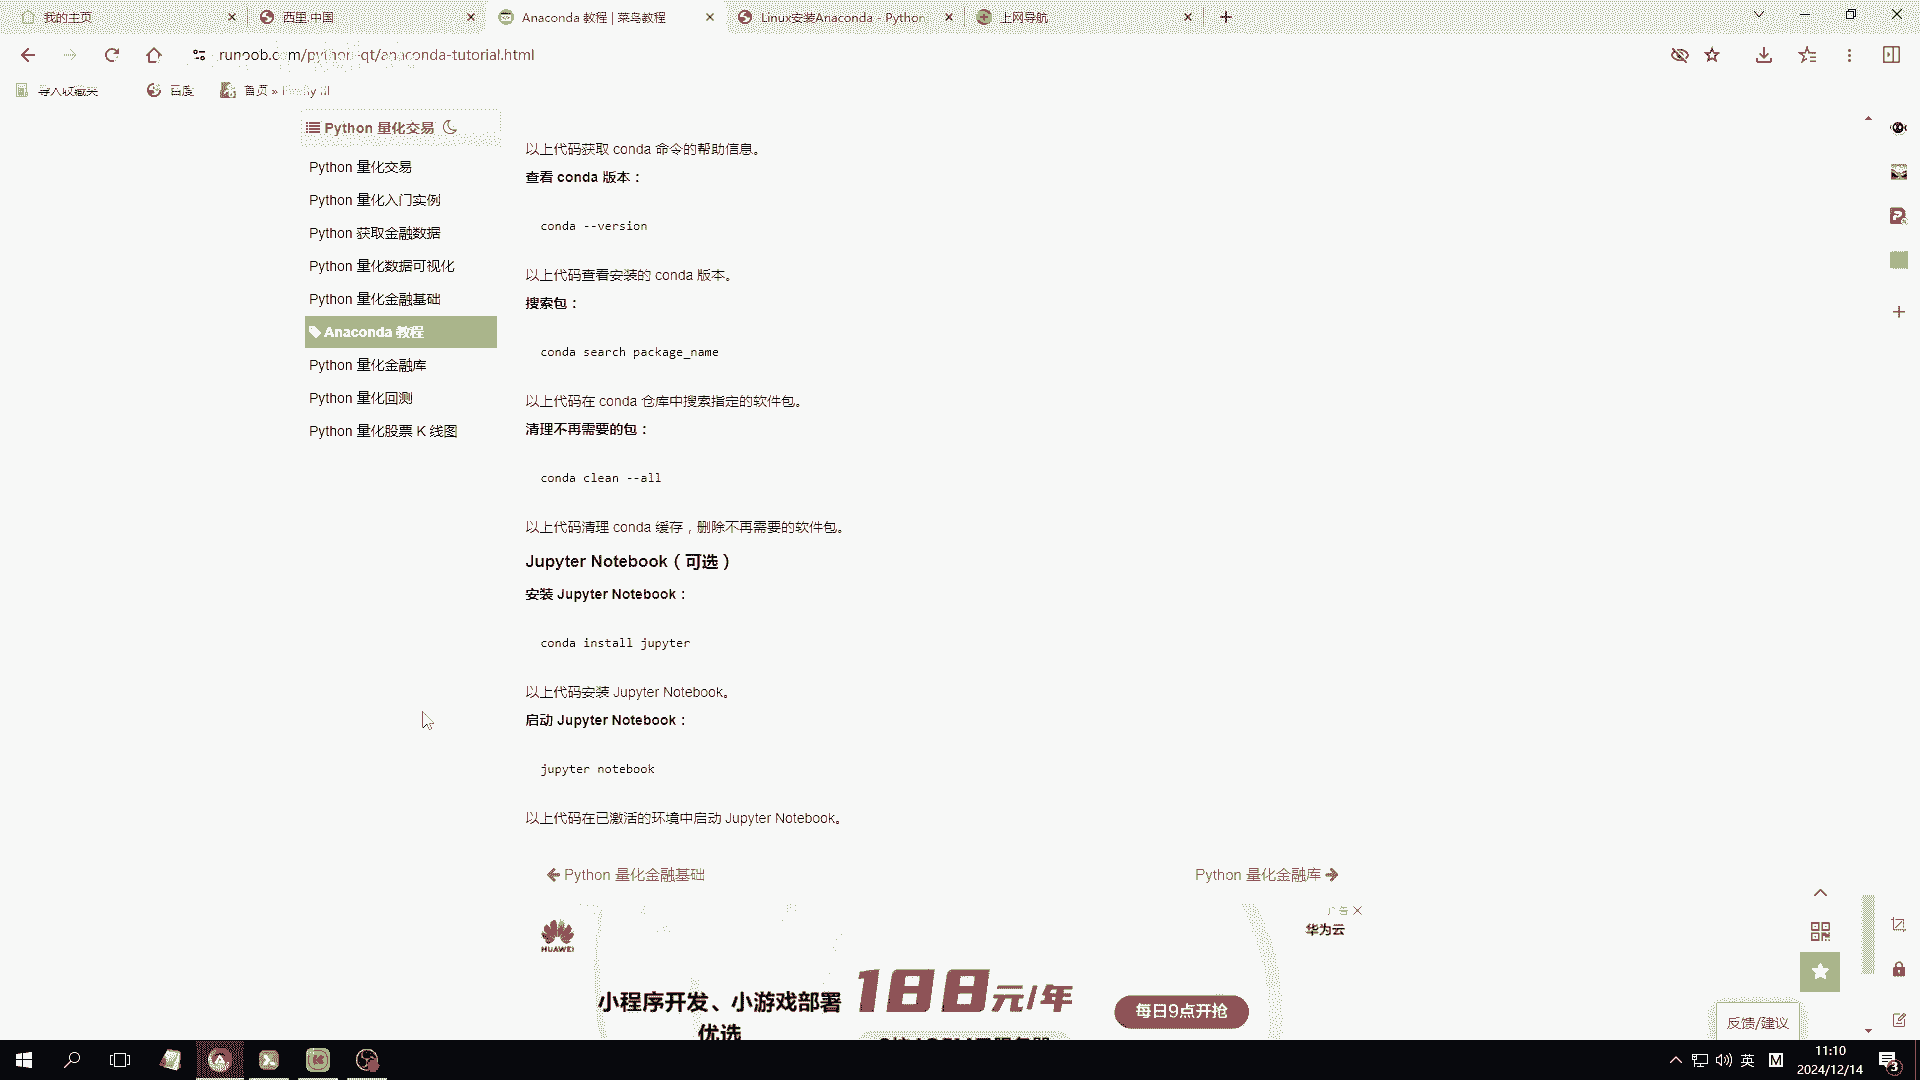 我的主页
西里.中国
Anaconda 教程 | 菜鸟教程
Linux安装Anaconda - Python
上网导航
runoob.com/python-qt/anaconda-tutorial.html
导入收藏夹
百度
首页 »
Python 量化交易
Python 量化交易
Python 量化入门实例
Python 获取金融数据
Python 量化数据可视化
Python 量化金融基础
Anaconda 教程
Python 量化金融库
Python 量化回测
Python 量化股票 K 线图
以上代码获取 conda 命令的帮助信息。
查看 conda 版本：
conda --version
以上代码查看安装的 conda 版本。
搜索包：
conda search package_name
以上代码在 conda 仓库中搜索指定的软件包。
清理不再需要的包：
conda clean --all
以上代码清理 conda 缓存，删除不再需要的软件包。
Jupyter Notebook（可选）
安装 Jupyter Notebook：
conda install jupyter
以上代码安装 Jupyter Notebook。
启动 Jupyter Notebook：
jupyter notebook
以上代码在已激活的环境中启动 Jupyter Notebook。
Python 量化金融基础
Python 量化金融库
广告
HUAWEI
华为云
小程序开发、小游戏部署
优选
188元/年
每日9点开抢
反馈/建议
英
M
11:10
2024/12/14
3